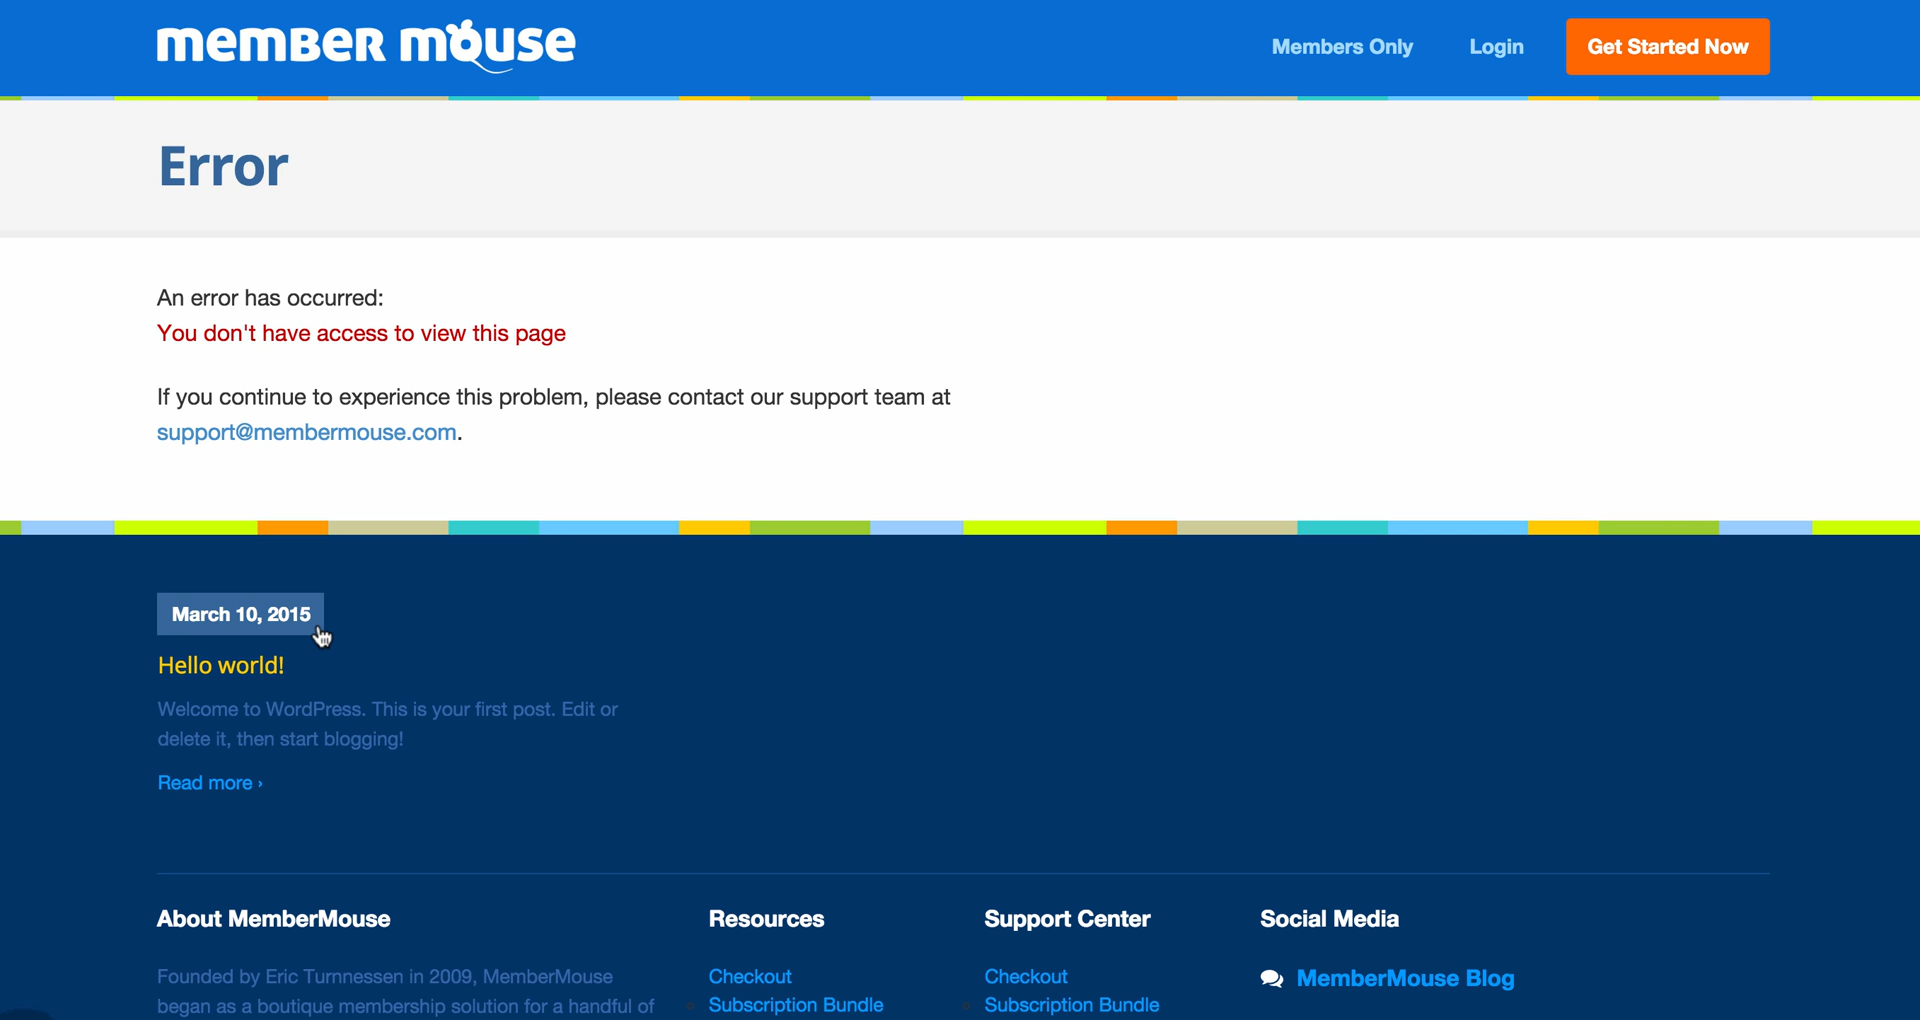 member mouse
Members Only
Login
Get Started Now
Error
An error has occurred:
You don't have access to view this page
If you continue to experience this problem, please contact our support team at
support@membermouse.com.
March 10, 2015
Hello world!
Welcome to WordPress. This is your first post. Edit or
delete it, then start blogging!
Read more ›
About MemberMouse
Founded by Eric Turnnessen in 2009, MemberMouse
began as a boutique membership solution for a handful of
Resources
Checkout
Subscription Bundle
Support Center
Checkout
Subscription Bundle
Social Media
MemberMouse Blog